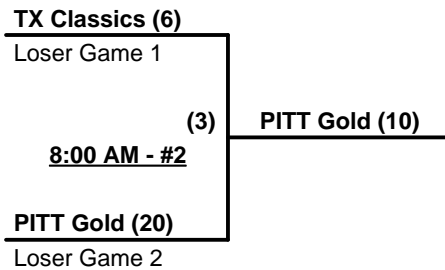 TX Classics (6)
Loser Game 1
(3)
PITT Gold (10)
8:00 AM - #2
PITT Gold (20)
Loser Game 2